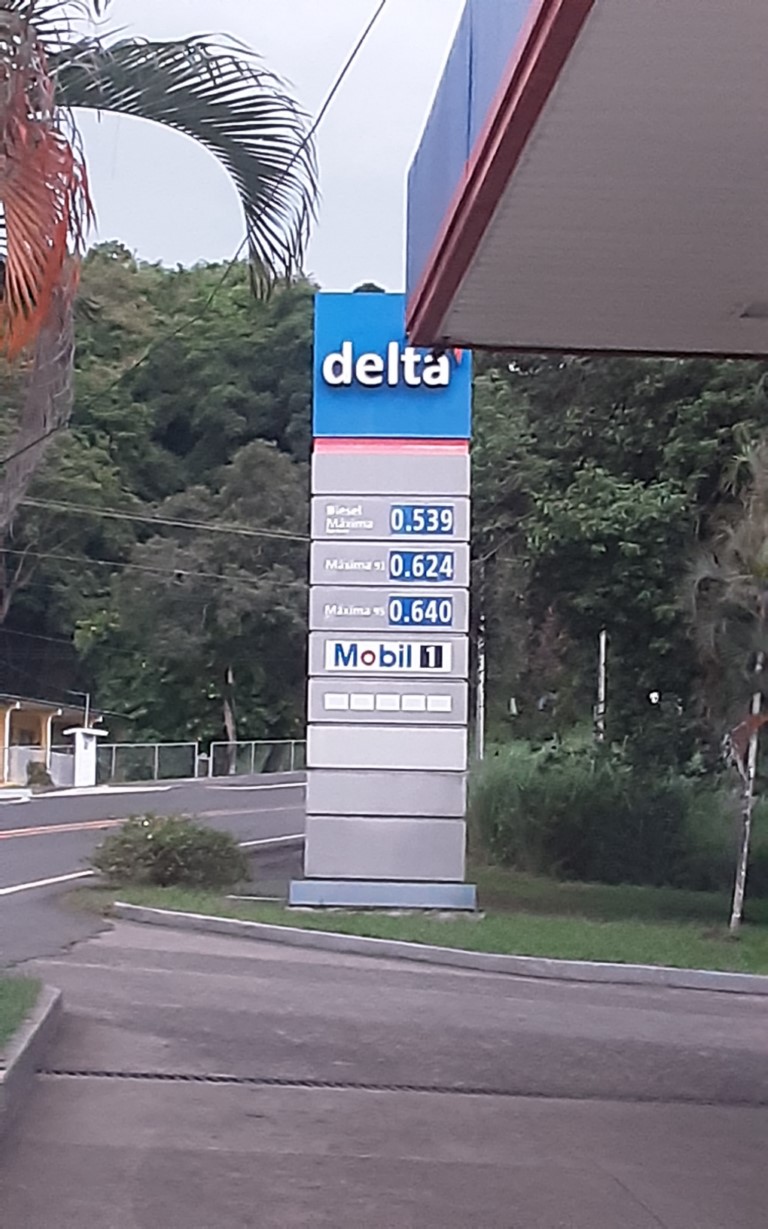 delta
Diesel
Máxima
0.539
Máxima 91 0.624
Máxima 95 0.640
Mobil 1